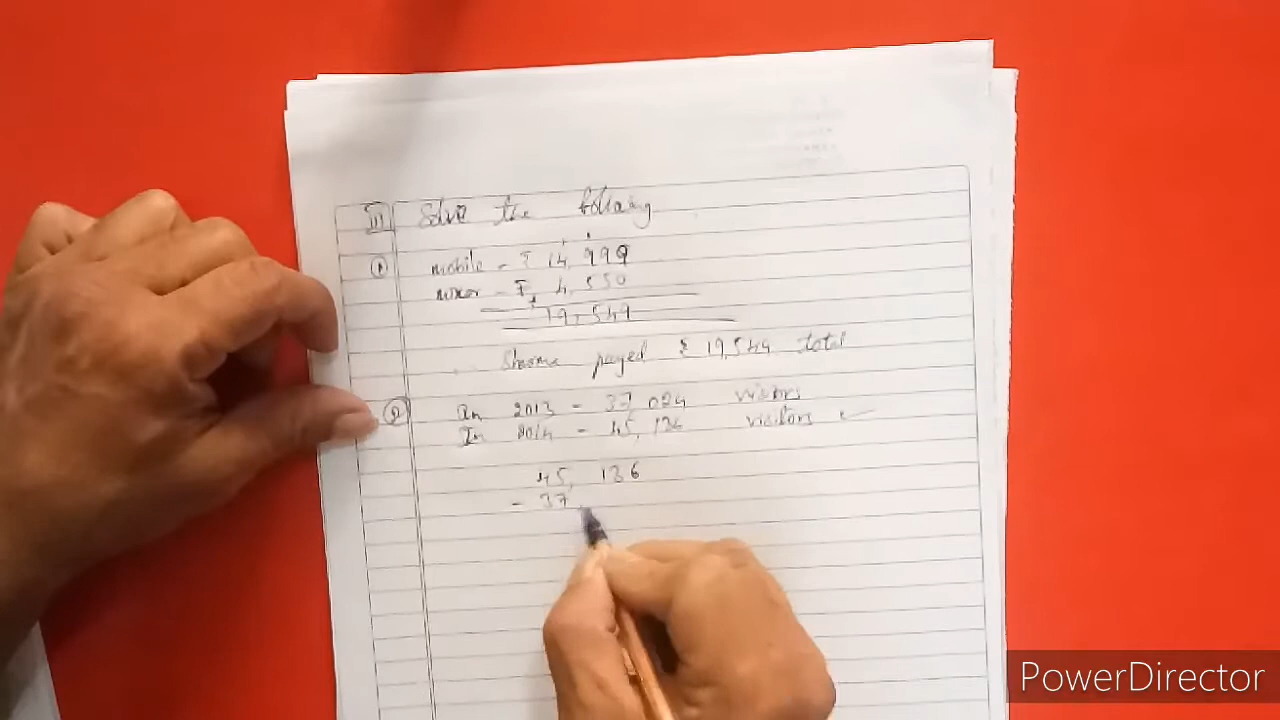 III Solve the following
1 mobile - ₹ 14,999
mixer - ₹ 4,550
19,549
payed ₹ 19,549 total
2 In 2013 - 37 024 visitors
In 2014 - 45,136 visitors
45, 136
- 37
PowerDirector